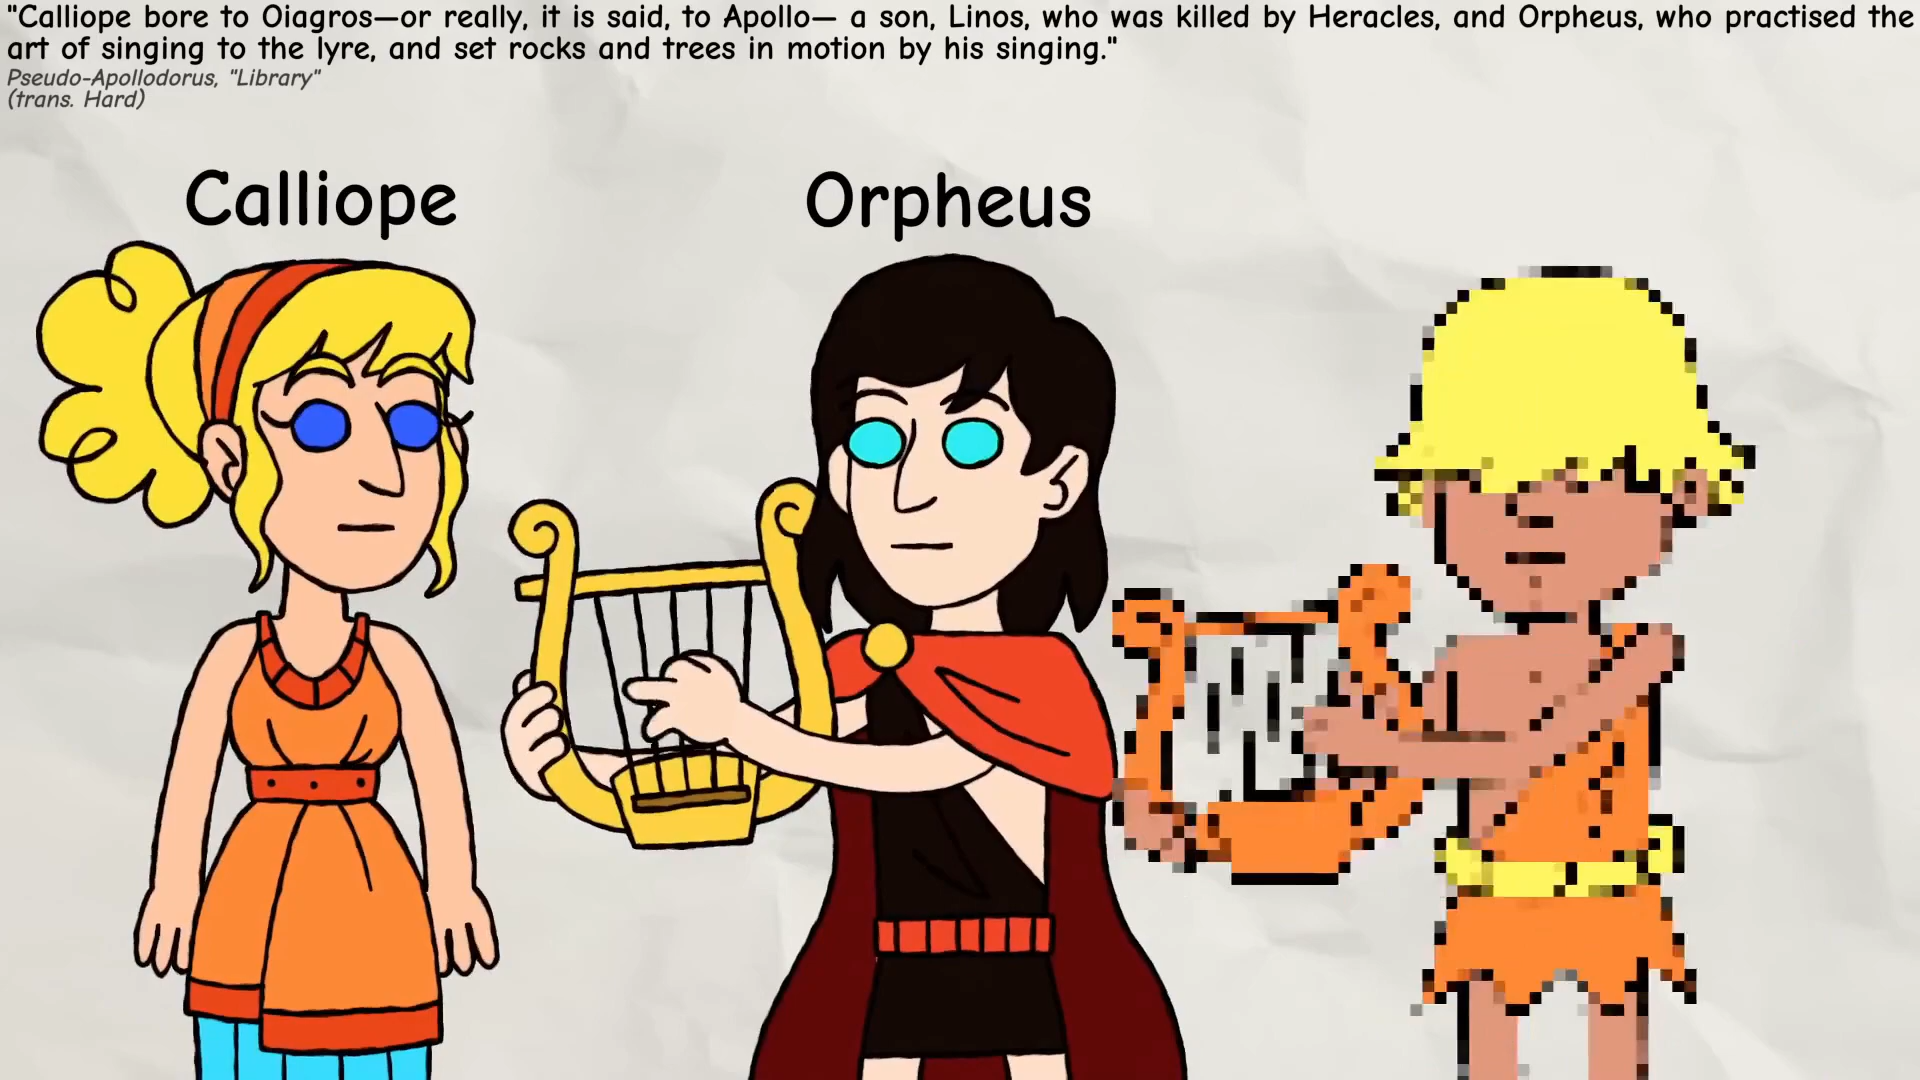 "Calliope bore to Oiagros—or really, it is said, to Apollo— a son, Linos, who was killed by Heracles, and Orpheus, who practised the
art of singing to the lyre, and set rocks and trees in motion by his singing."
Pseudo-Apollodorus, "Library"
(trans. Hard)
Calliope
Orpheus